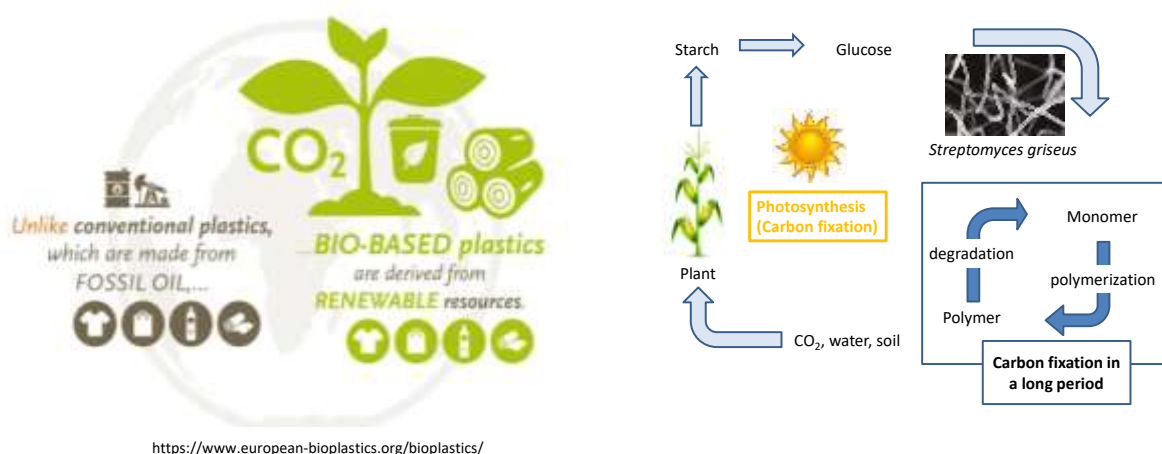 CO₂
Unlike conventional plastics,
which are made from
FOSSIL OIL,...
...BIO-BASED plastics
are derived from
RENEWABLE resources.
https://www.european-bioplastics.org/bioplastics/
Starch
Glucose
Streptomyces griseus
Photosynthesis
(Carbon fixation)
Plant
CO₂, water, soil
Monomer
degradation
polymerization
Polymer
Carbon fixation in
a long period